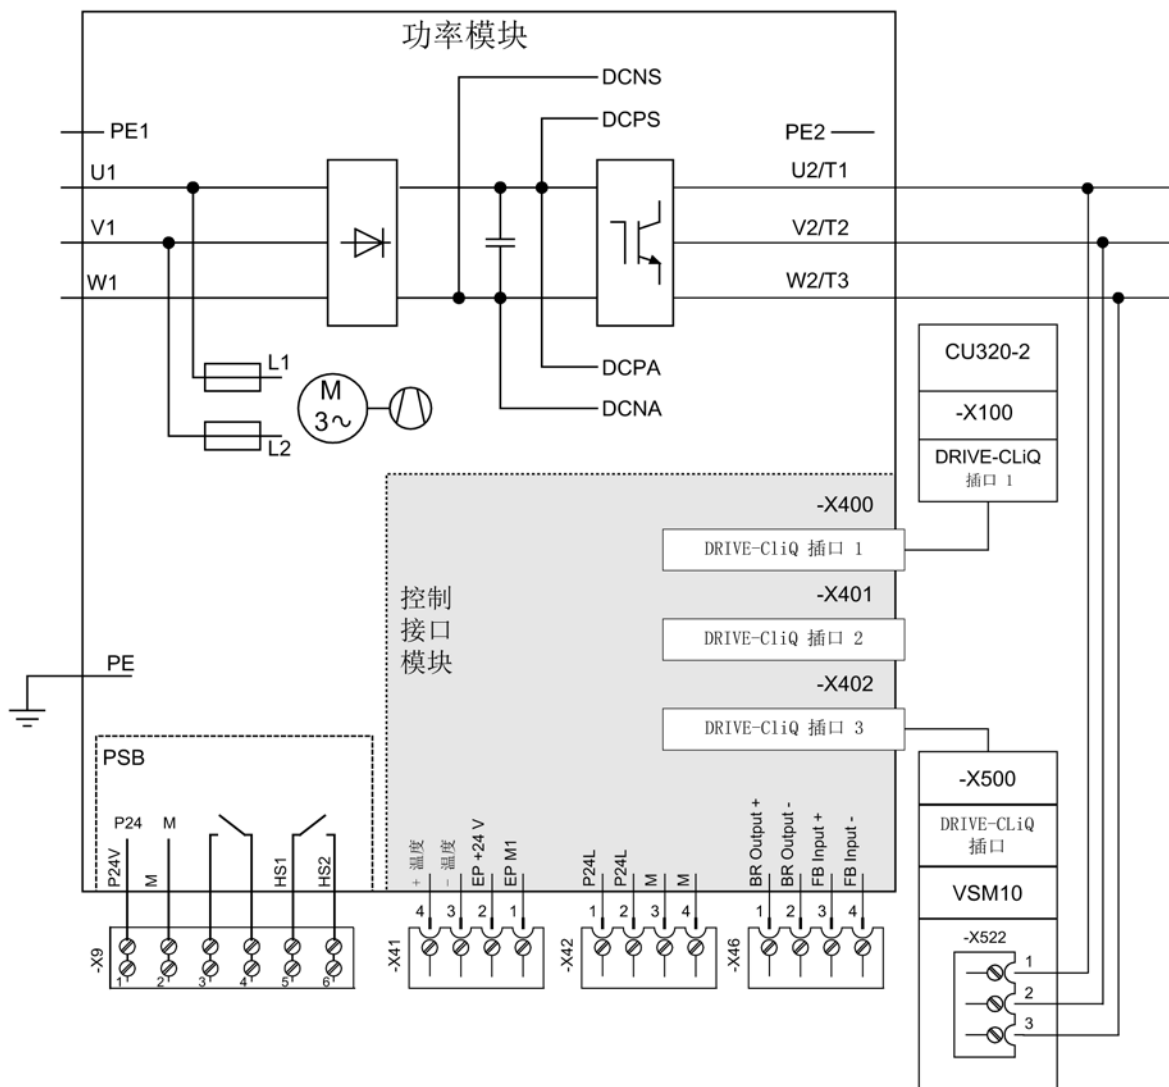 功率模块
DCNS
DCPS
PE1
PE2
U1
U2/T1
V1
V2/T2
W1
W2/T3
L1
L2
M
3~
DCPA
DCNA
CU320-2
-X100
DRIVE-CLiQ
插口 1
-X400
DRIVE-CliQ 插口 1
-X401
DRIVE-CliQ 插口 2
-X402
DRIVE-CliQ 插口 3
控制
接口
模块
PE
PSB
P24
M
P24V
M
HS1
HS2
-X9
1
2
3
4
5
6
+ 温度
- 温度
EP +24 V
EP M1
-X41
4
3
2
1
P24L
P24L
M
M
-X42
1
2
3
4
BR Output +
BR Output -
FB Input +
FB Input -
-X46
1
2
3
4
-X500
DRIVE-CLiQ
插口
VSM10
-X522
1
2
3